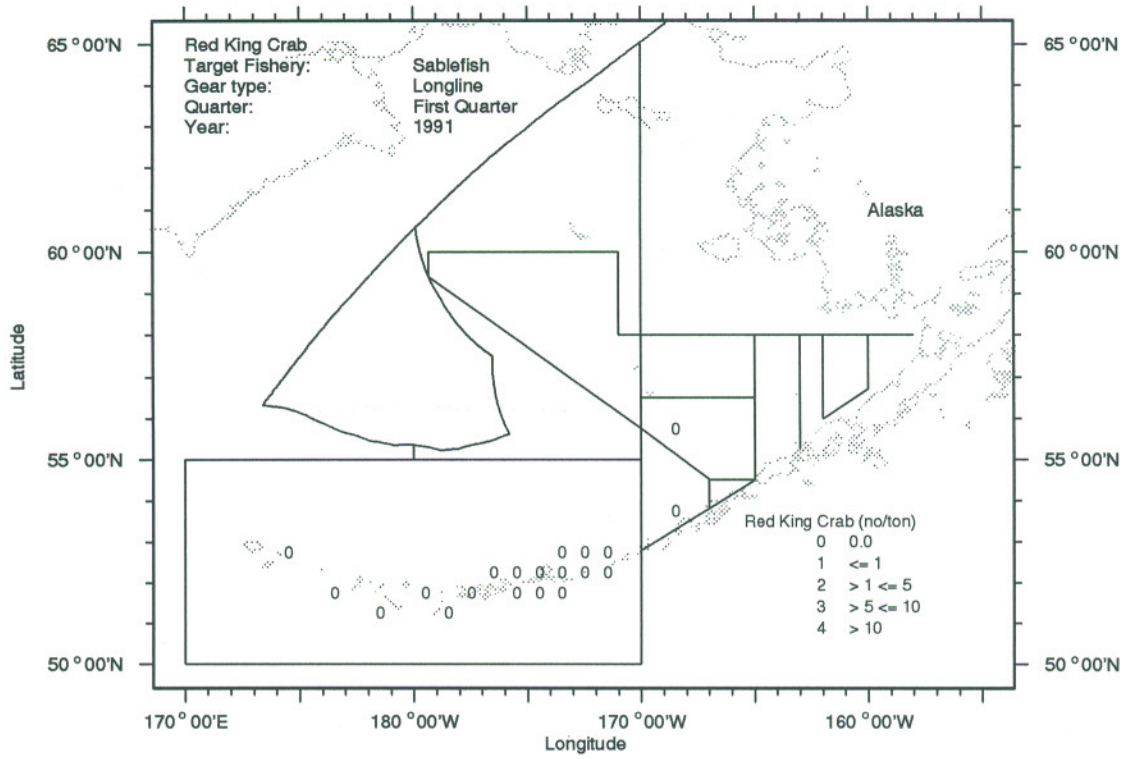 Red King Crab
Target Fishery: Sablefish
Gear type: Longline
Quarter: First Quarter
Year: 1991
65°00'N 65°00'N
Alaska
60°00'N 60°00'N
Latitude
0
55°00'N 55°00'N
0
Red King Crab (no/ton)
0 0.0
1 <= 1
2 > 1 <= 5
3 > 5 <= 10
4 > 10
0 0 0 0
0 0 0 0 0 0
0 0 0 0 0 0
0 0
50°00'N 50°00'N
170°00'E 180°00'W 170°00'W 160°00'W
Longitude